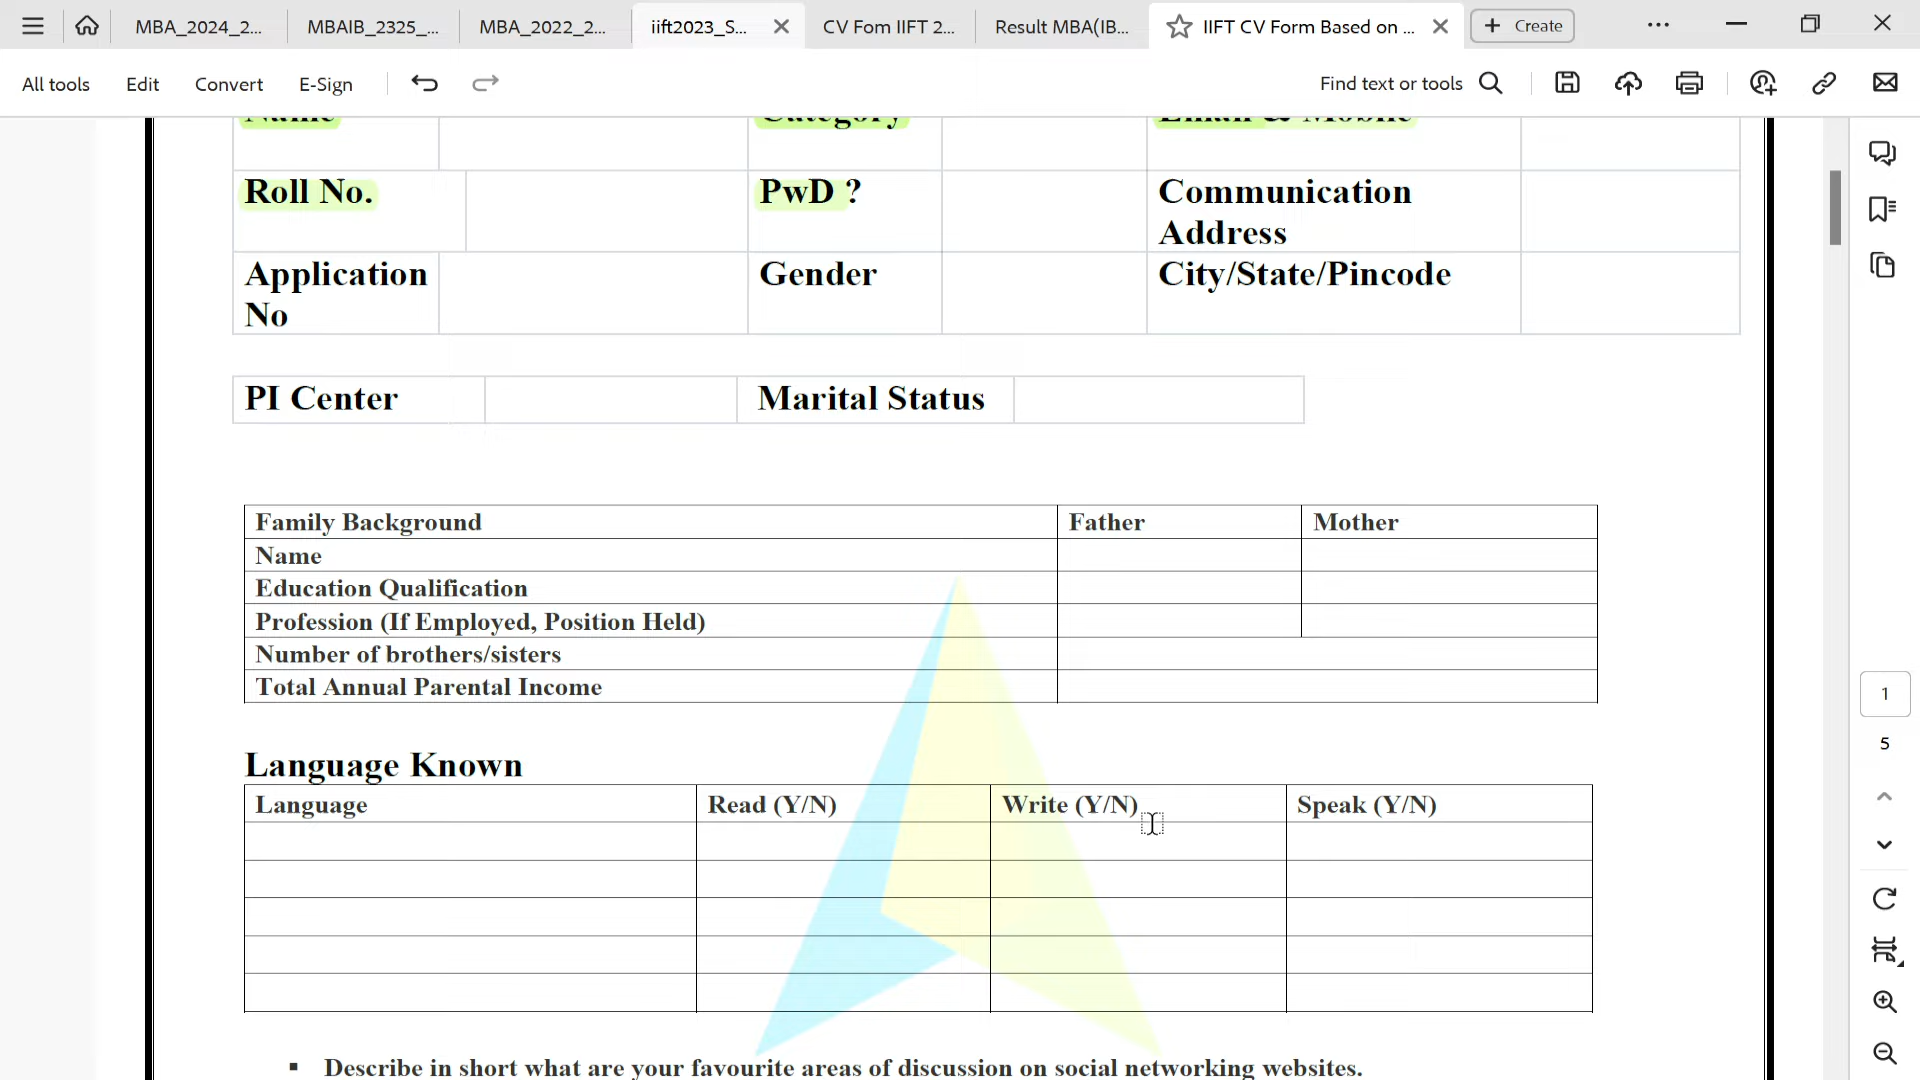 MBA_2024_2...
MBAIB_2325_...
MBA_2022_2...
iift2023_S...
CV Fom IIFT 2...
Result MBA(IB...
IIFT CV Form Based on ...
Create
All tools
Edit
Convert
E-Sign
Find text or tools
Name
Category
Email & Mobile
Roll No.
PwD ?
Communication
Address
Application
No
Gender
City/State/Pincode
PI Center
Marital Status
Family Background
Father
Mother
Name
Education Qualification
Profession (If Employed, Position Held)
Number of brothers/sisters
Total Annual Parental Income
Language Known
Language
Read (Y/N)
Write (Y/N)
Speak (Y/N)
Describe in short what are your favourite areas of discussion on social networking websites.
1
5